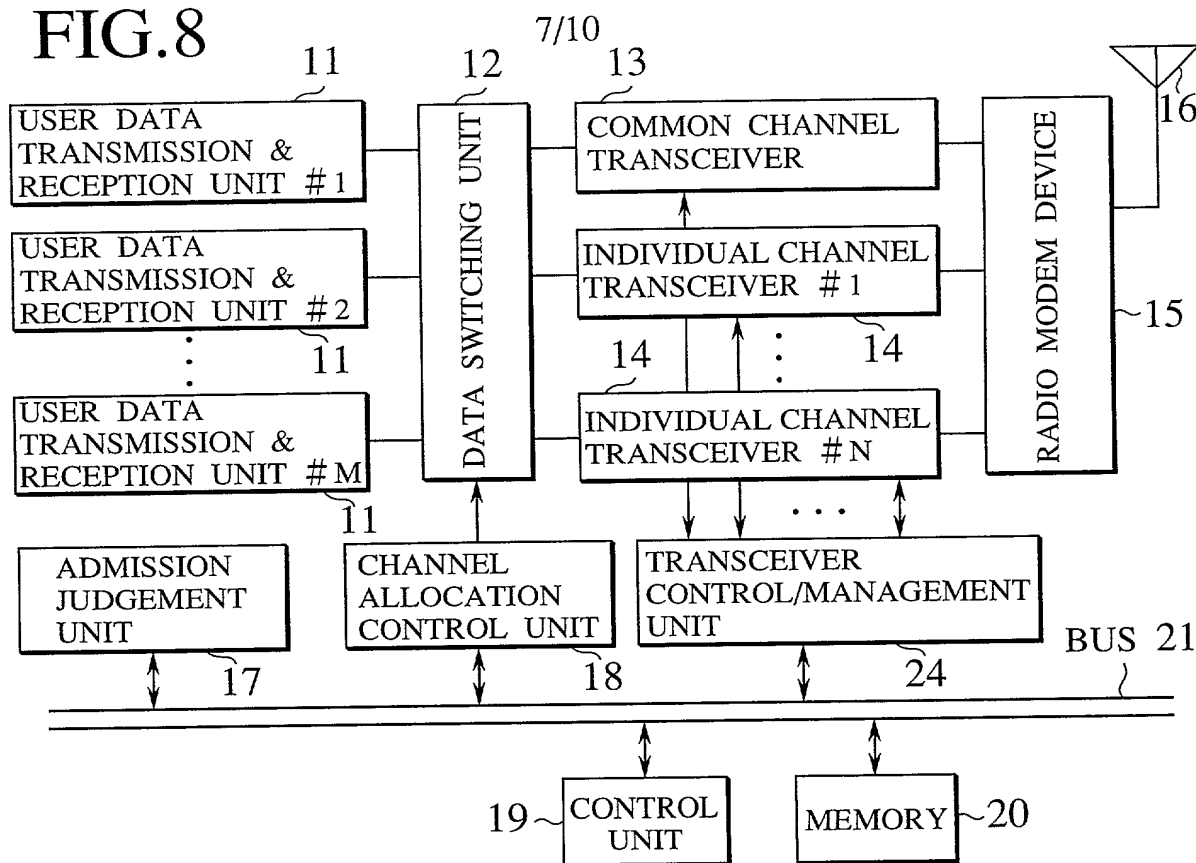 FIG.8
7/10
11
USER DATA
TRANSMISSION &
RECEPTION UNIT #1
12
DATA SWITCHING UNIT
13
COMMON CHANNEL
TRANSCEIVER
RADIO MODEM DEVICE
16
USER DATA
TRANSMISSION &
RECEPTION UNIT #2
11
INDIVIDUAL CHANNEL
TRANSCEIVER #1
14
15
14
USER DATA
TRANSMISSION &
RECEPTION UNIT #M
11
INDIVIDUAL CHANNEL
TRANSCEIVER #N
ADMISSION
JUDGEMENT
UNIT
17
CHANNEL
ALLOCATION
CONTROL UNIT
18
TRANSCEIVER
CONTROL/MANAGEMENT
UNIT
24
BUS 21
19
CONTROL
UNIT
MEMORY
20